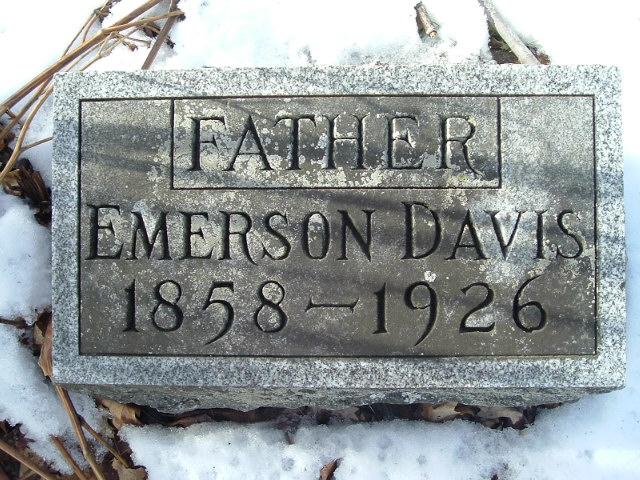 FATHER
EMERSON DAVIS
1858 – 1926